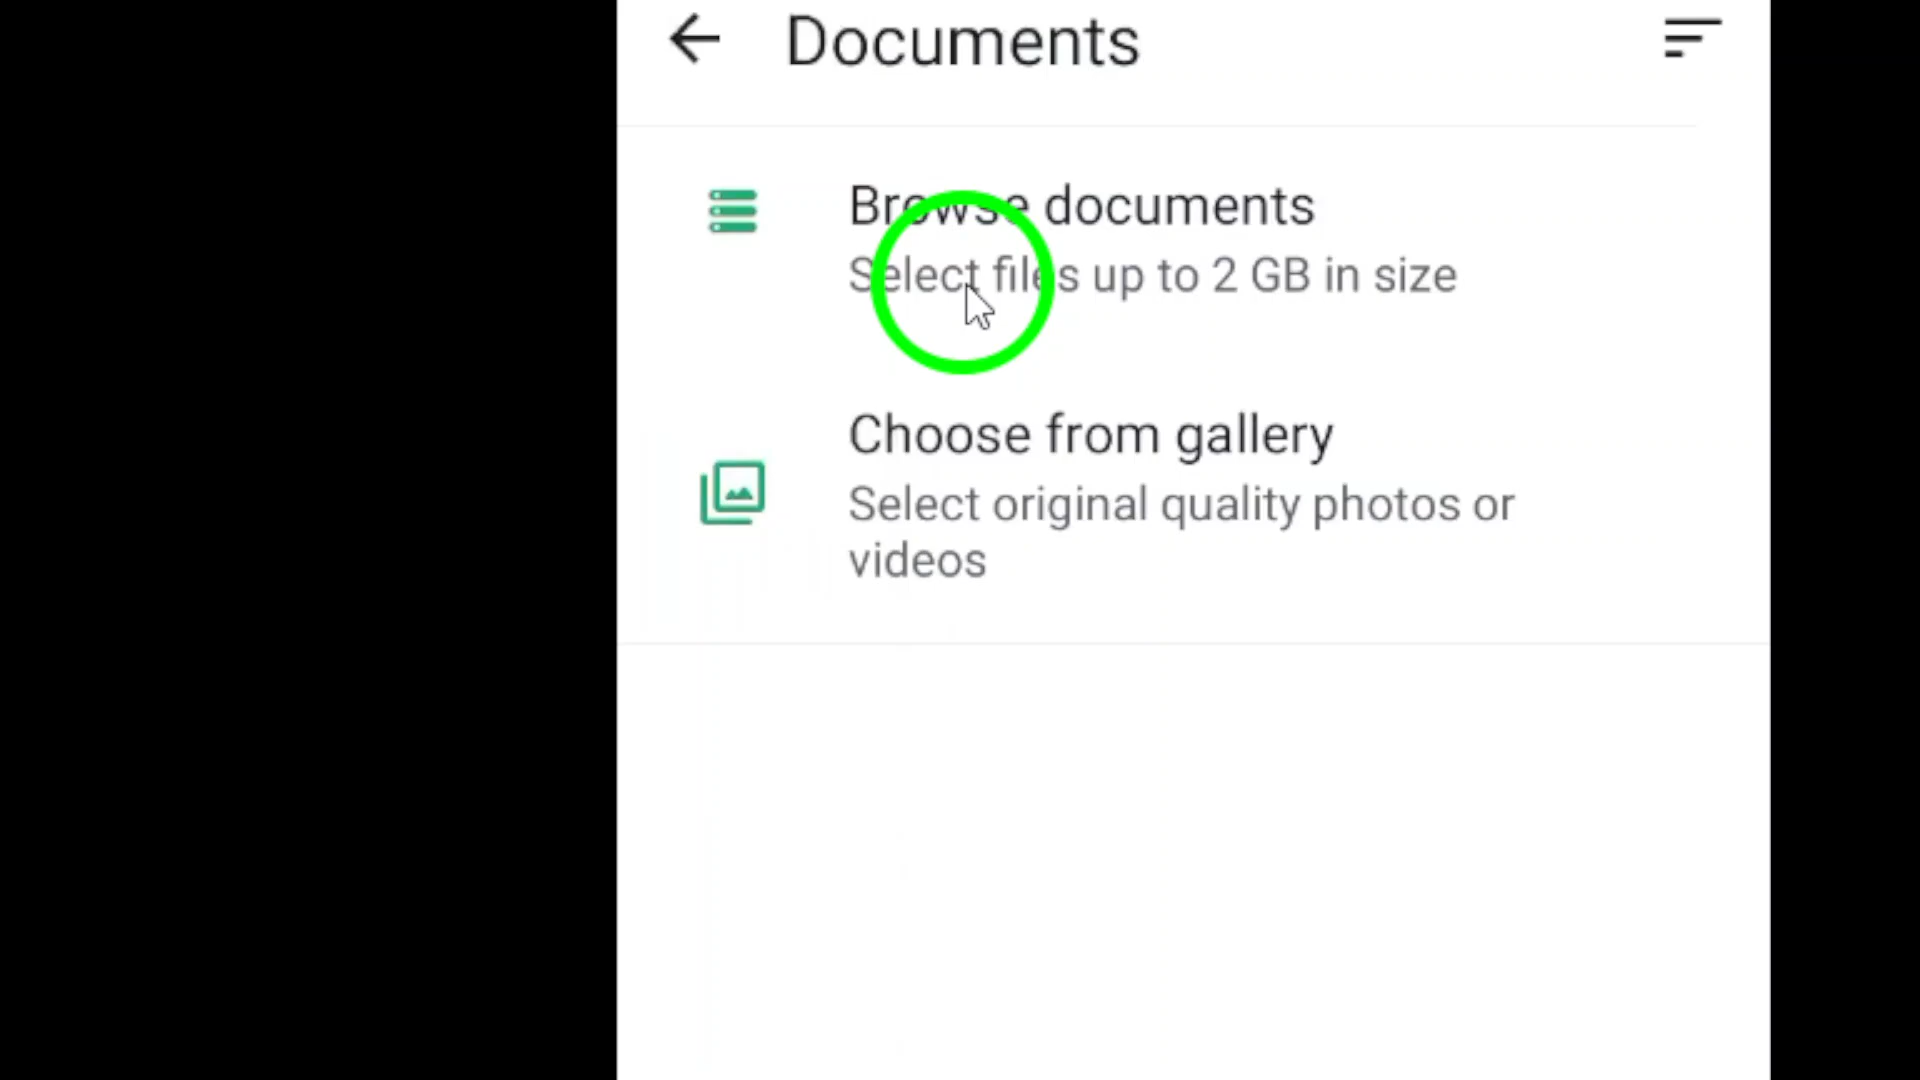 Documents
Browse documents
Select files up to 2 GB in size
Choose from gallery
Select original quality photos or
videos